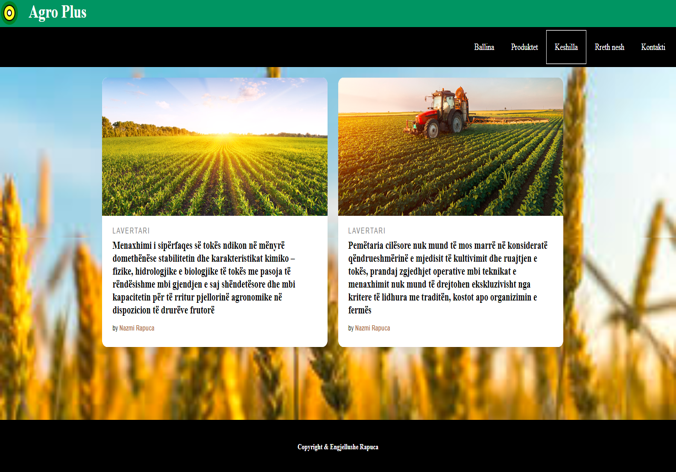 Agro Plus
Ballina Produktet Keshilla Rreth nesh Kontakti
LAVERTARI
Menaxhimi i sipërfaqes së tokës ndikon në mënyrë
domethënëse stabilitetin dhe karakteristikat kimiko –
fizike, hidrologjike e biologjike të tokës me pasoja të
rëndësishme mbi gjendjen e saj shëndetësore dhe mbi
kapacitetin për të rritur pjellorinë agronomike në
dispozicion të drurëve frutorë
by Nazmi Rapuca
LAVERTARI
Pemëtaria cilësore nuk mund të mos marrë në konsideratë
qëndrueshmërinë e mjedisit të kultivimit dhe ruajtjen e
tokës, prandaj zgjedhjet operative mbi teknikat e
menaxhimit nuk mund të drejtohen ekskluzivisht nga
kritere të lidhura me traditën, kostot apo organizimin e
fermës
by Nazmi Rapuca
Copyright & Engjellushe Rapuca